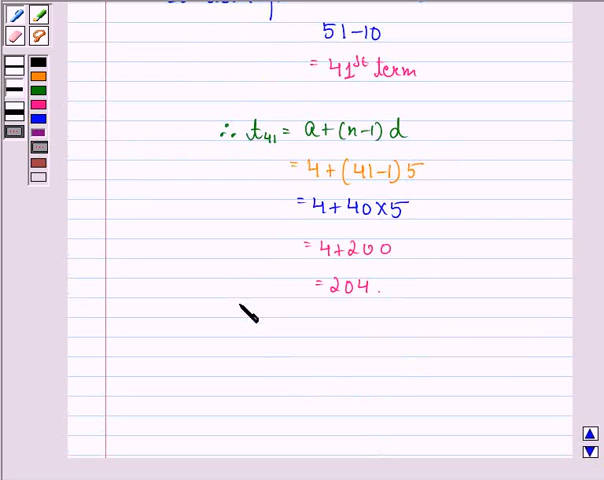 51-10
= 41st term
∴ t41 = a+(n-1) d
= 4+(41-1) 5
= 4+40×5
= 4+200
= 204.